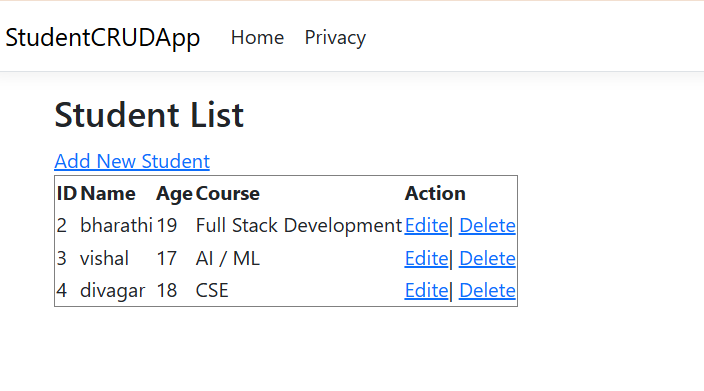 StudentCRUDApp Home Privacy
Student List
Add New Student
ID Name Age Course Action
2 bharathi 19 Full Stack Development Edite| Delete
3 vishal 17 AI / ML Edite| Delete
4 divagar 18 CSE Edite| Delete